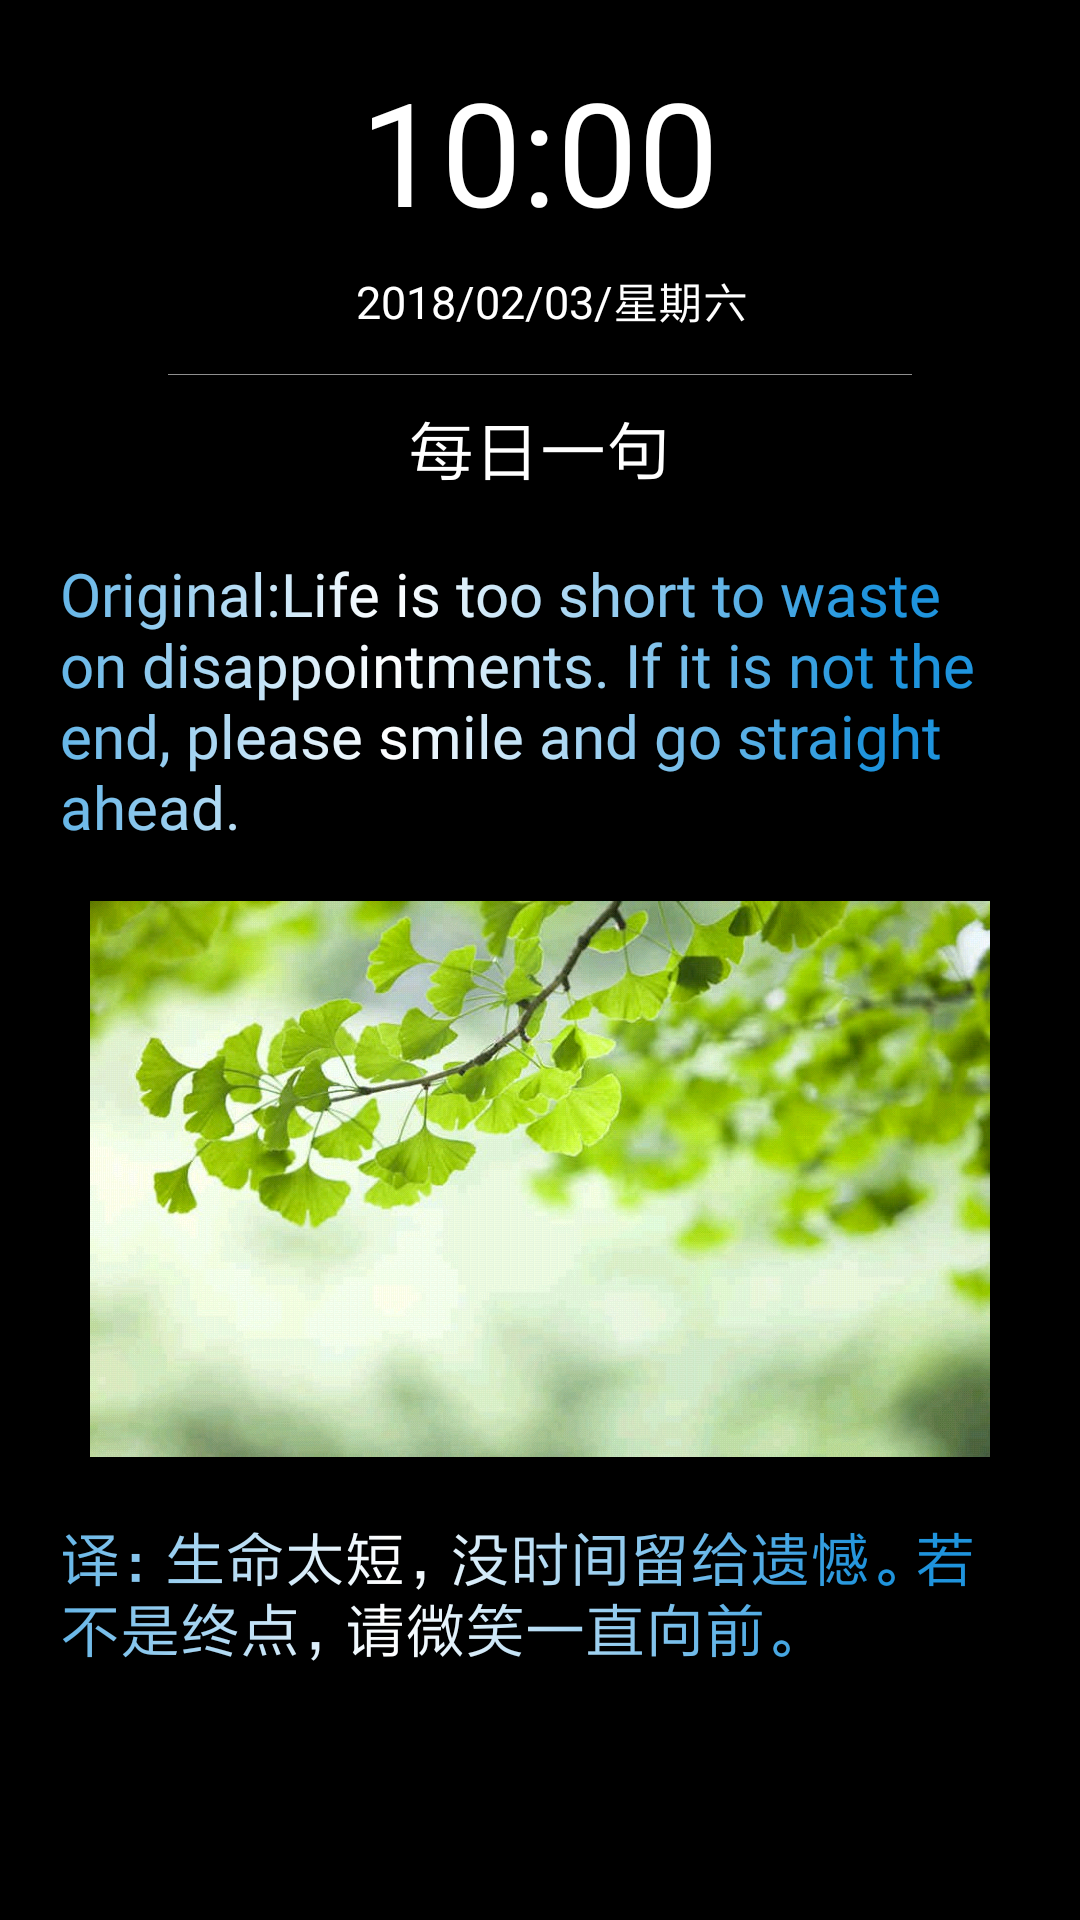 10:00
2018/02/03/星期六
每日一句
Original:Life is too short to waste
on disappointments. If it is not the
end, please smile and go straight
ahead.
译：生命太短，没时间留给遗憾。若
不是终点，请微笑一直向前。